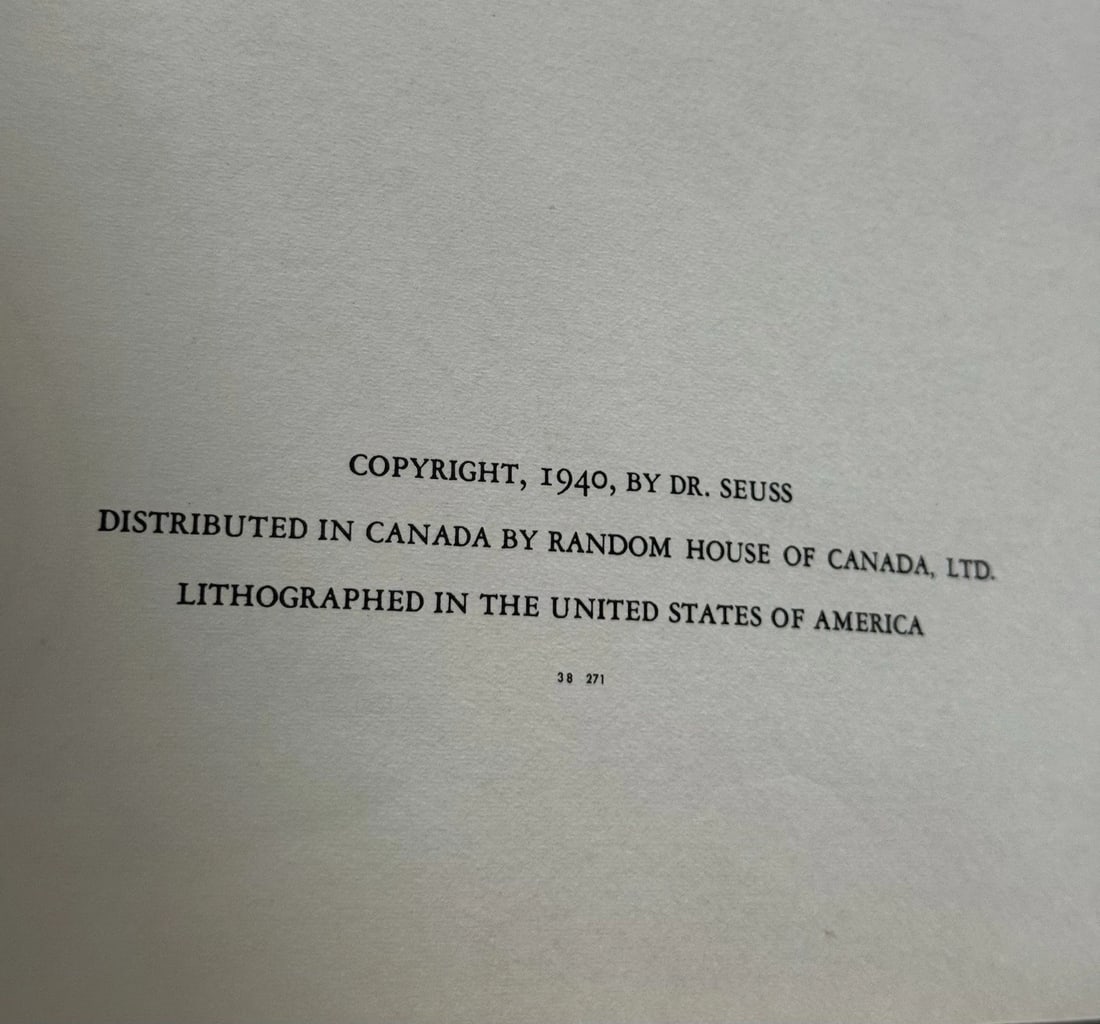 COPYRIGHT, 1940, BY DR. SEUSS
DISTRIBUTED IN CANADA BY RANDOM HOUSE OF CANADA, LTD.
LITHOGRAPHED IN THE UNITED STATES OF AMERICA
38 271